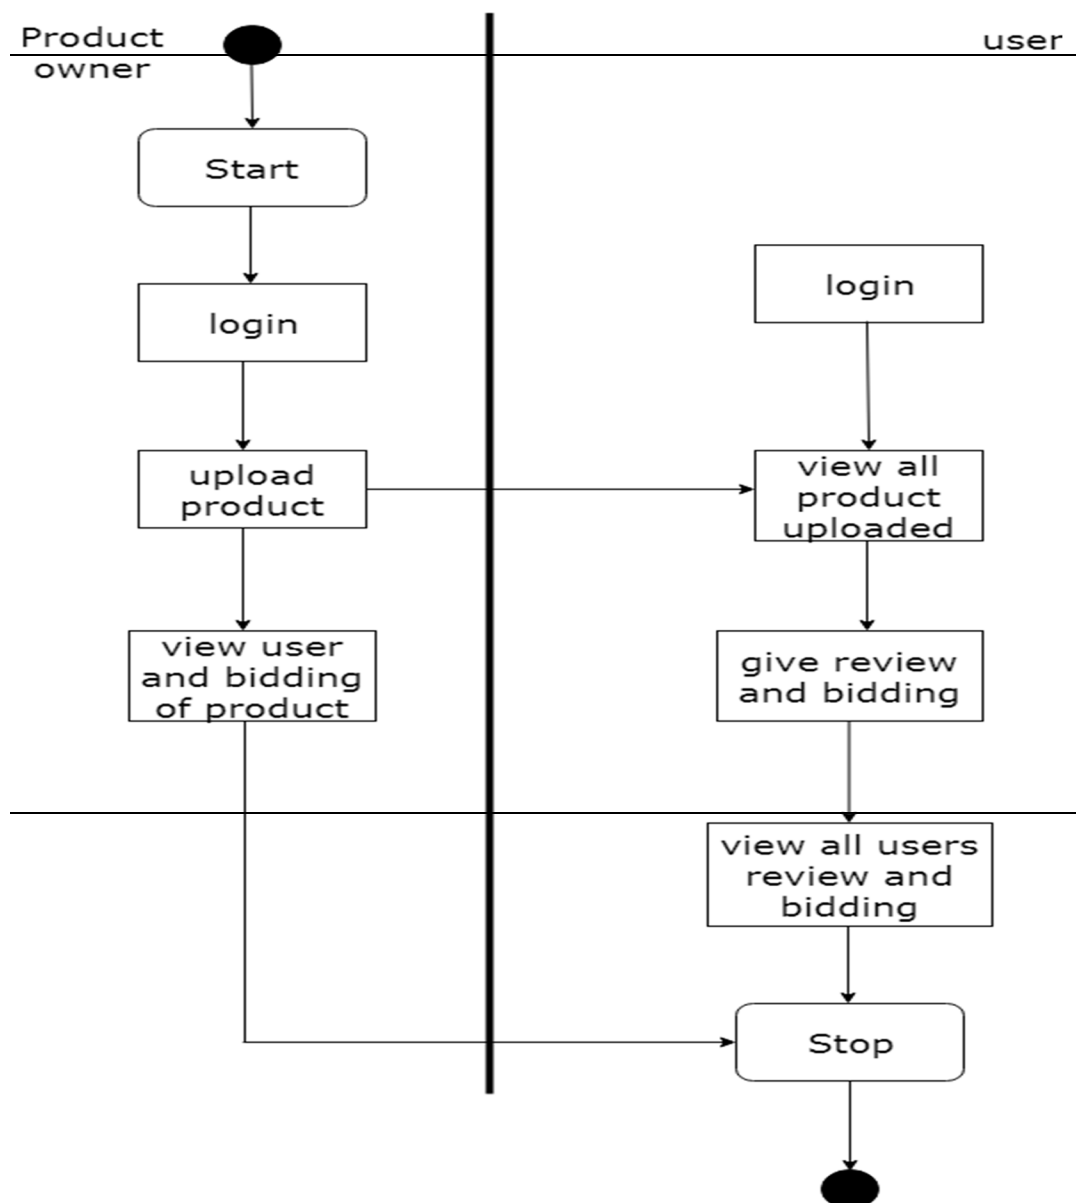 Product
owner
user
Start
login
login
upload
product
view all
product
uploaded
view user
and bidding
of product
give review
and bidding
view all users
review and
bidding
Stop